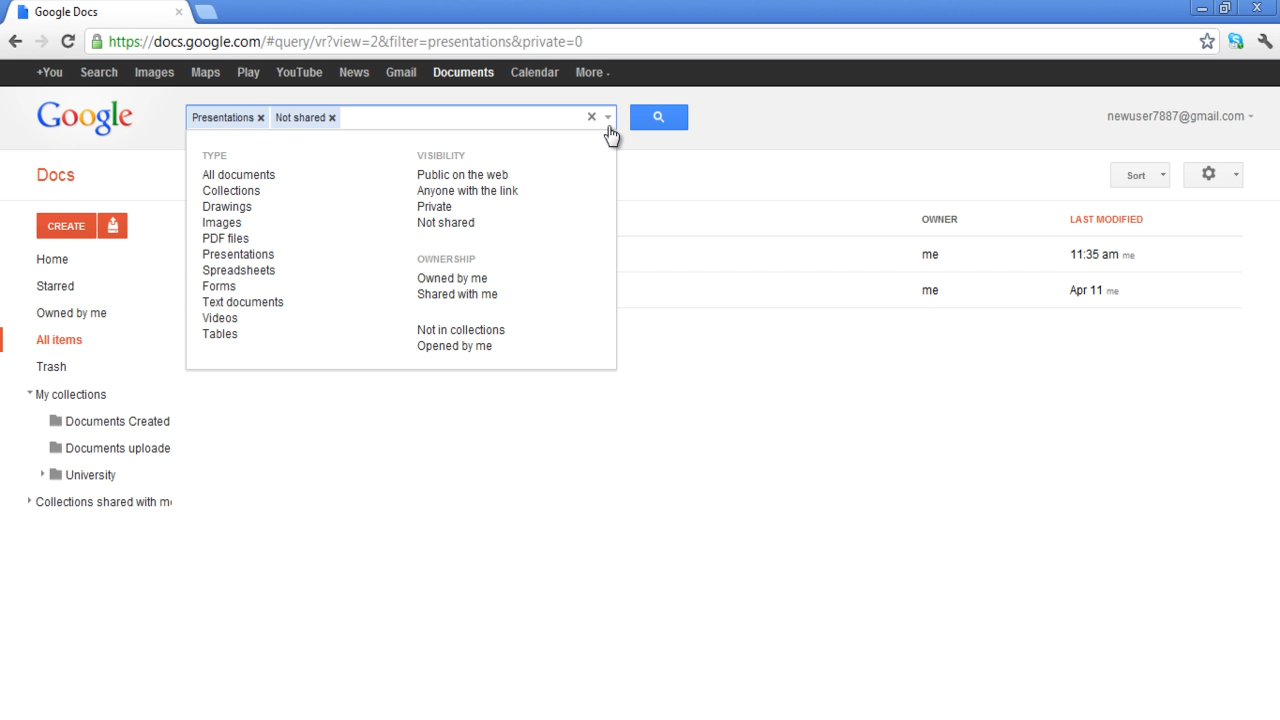 Google Docs
https://docs.google.com/#query/vr?view=2&filter=presentations&private=0
+You Search Images Maps Play YouTube News Gmail Documents Calendar More
Google
Presentations Not shared
newuser7887@gmail.com
Docs
Sort
CREATE
Home
Starred
Owned by me
All items
Trash
My collections
Documents Created
Documents uploade
University
Collections shared with me
TYPE
All documents
Collections
Drawings
Images
PDF files
Presentations
Spreadsheets
Forms
Text documents
Videos
Tables
VISIBILITY
Public on the web
Anyone with the link
Private
Not shared
OWNERSHIP
Owned by me
Shared with me
Not in collections
Opened by me
OWNER LAST MODIFIED
me 11:35 am me
me Apr 11 me